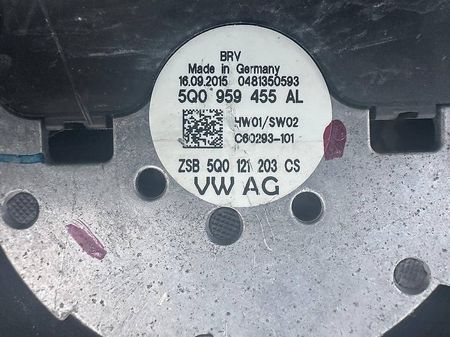 BRV
Made in Germany
16.09.2015 0481350593
5Q0 959 455 AL
HW01/SW02
C60293-101
ZSB 5Q0 121 203 CS
VW AG